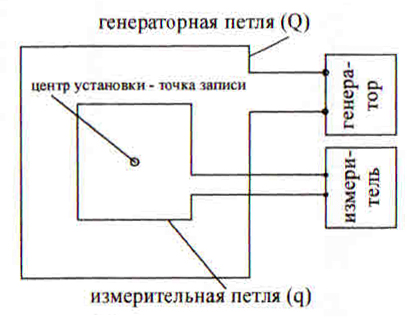 генераторная петля (Q)
центр установки - точка записи
генера-
тор
измери-
тель
измерительная петля (q)